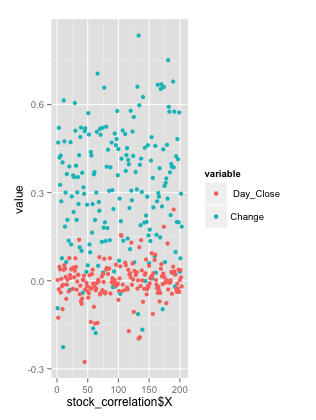 0.6
0.3
0.0
-0.3
value
0 50 100 150 200
stock_correlation$X
variable
Day_Close
Change